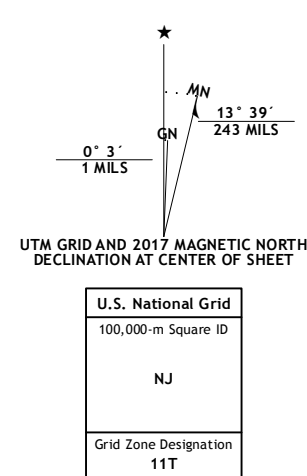 ★
MN
13° 39´
243 MILS
GN
0° 3´
1 MILS
UTM GRID AND 2017 MAGNETIC NORTH
DECLINATION AT CENTER OF SHEET
U.S. National Grid
100,000-m Square ID
NJ
Grid Zone Designation
11T